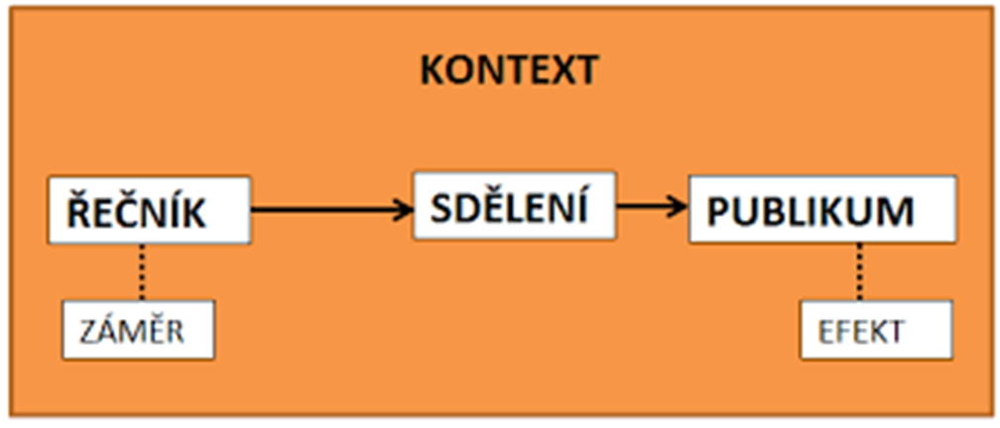 KONTEXT
ŘEČNÍK
SDĚLENÍ
PUBLIKUM
ZÁMĚR
EFEKT